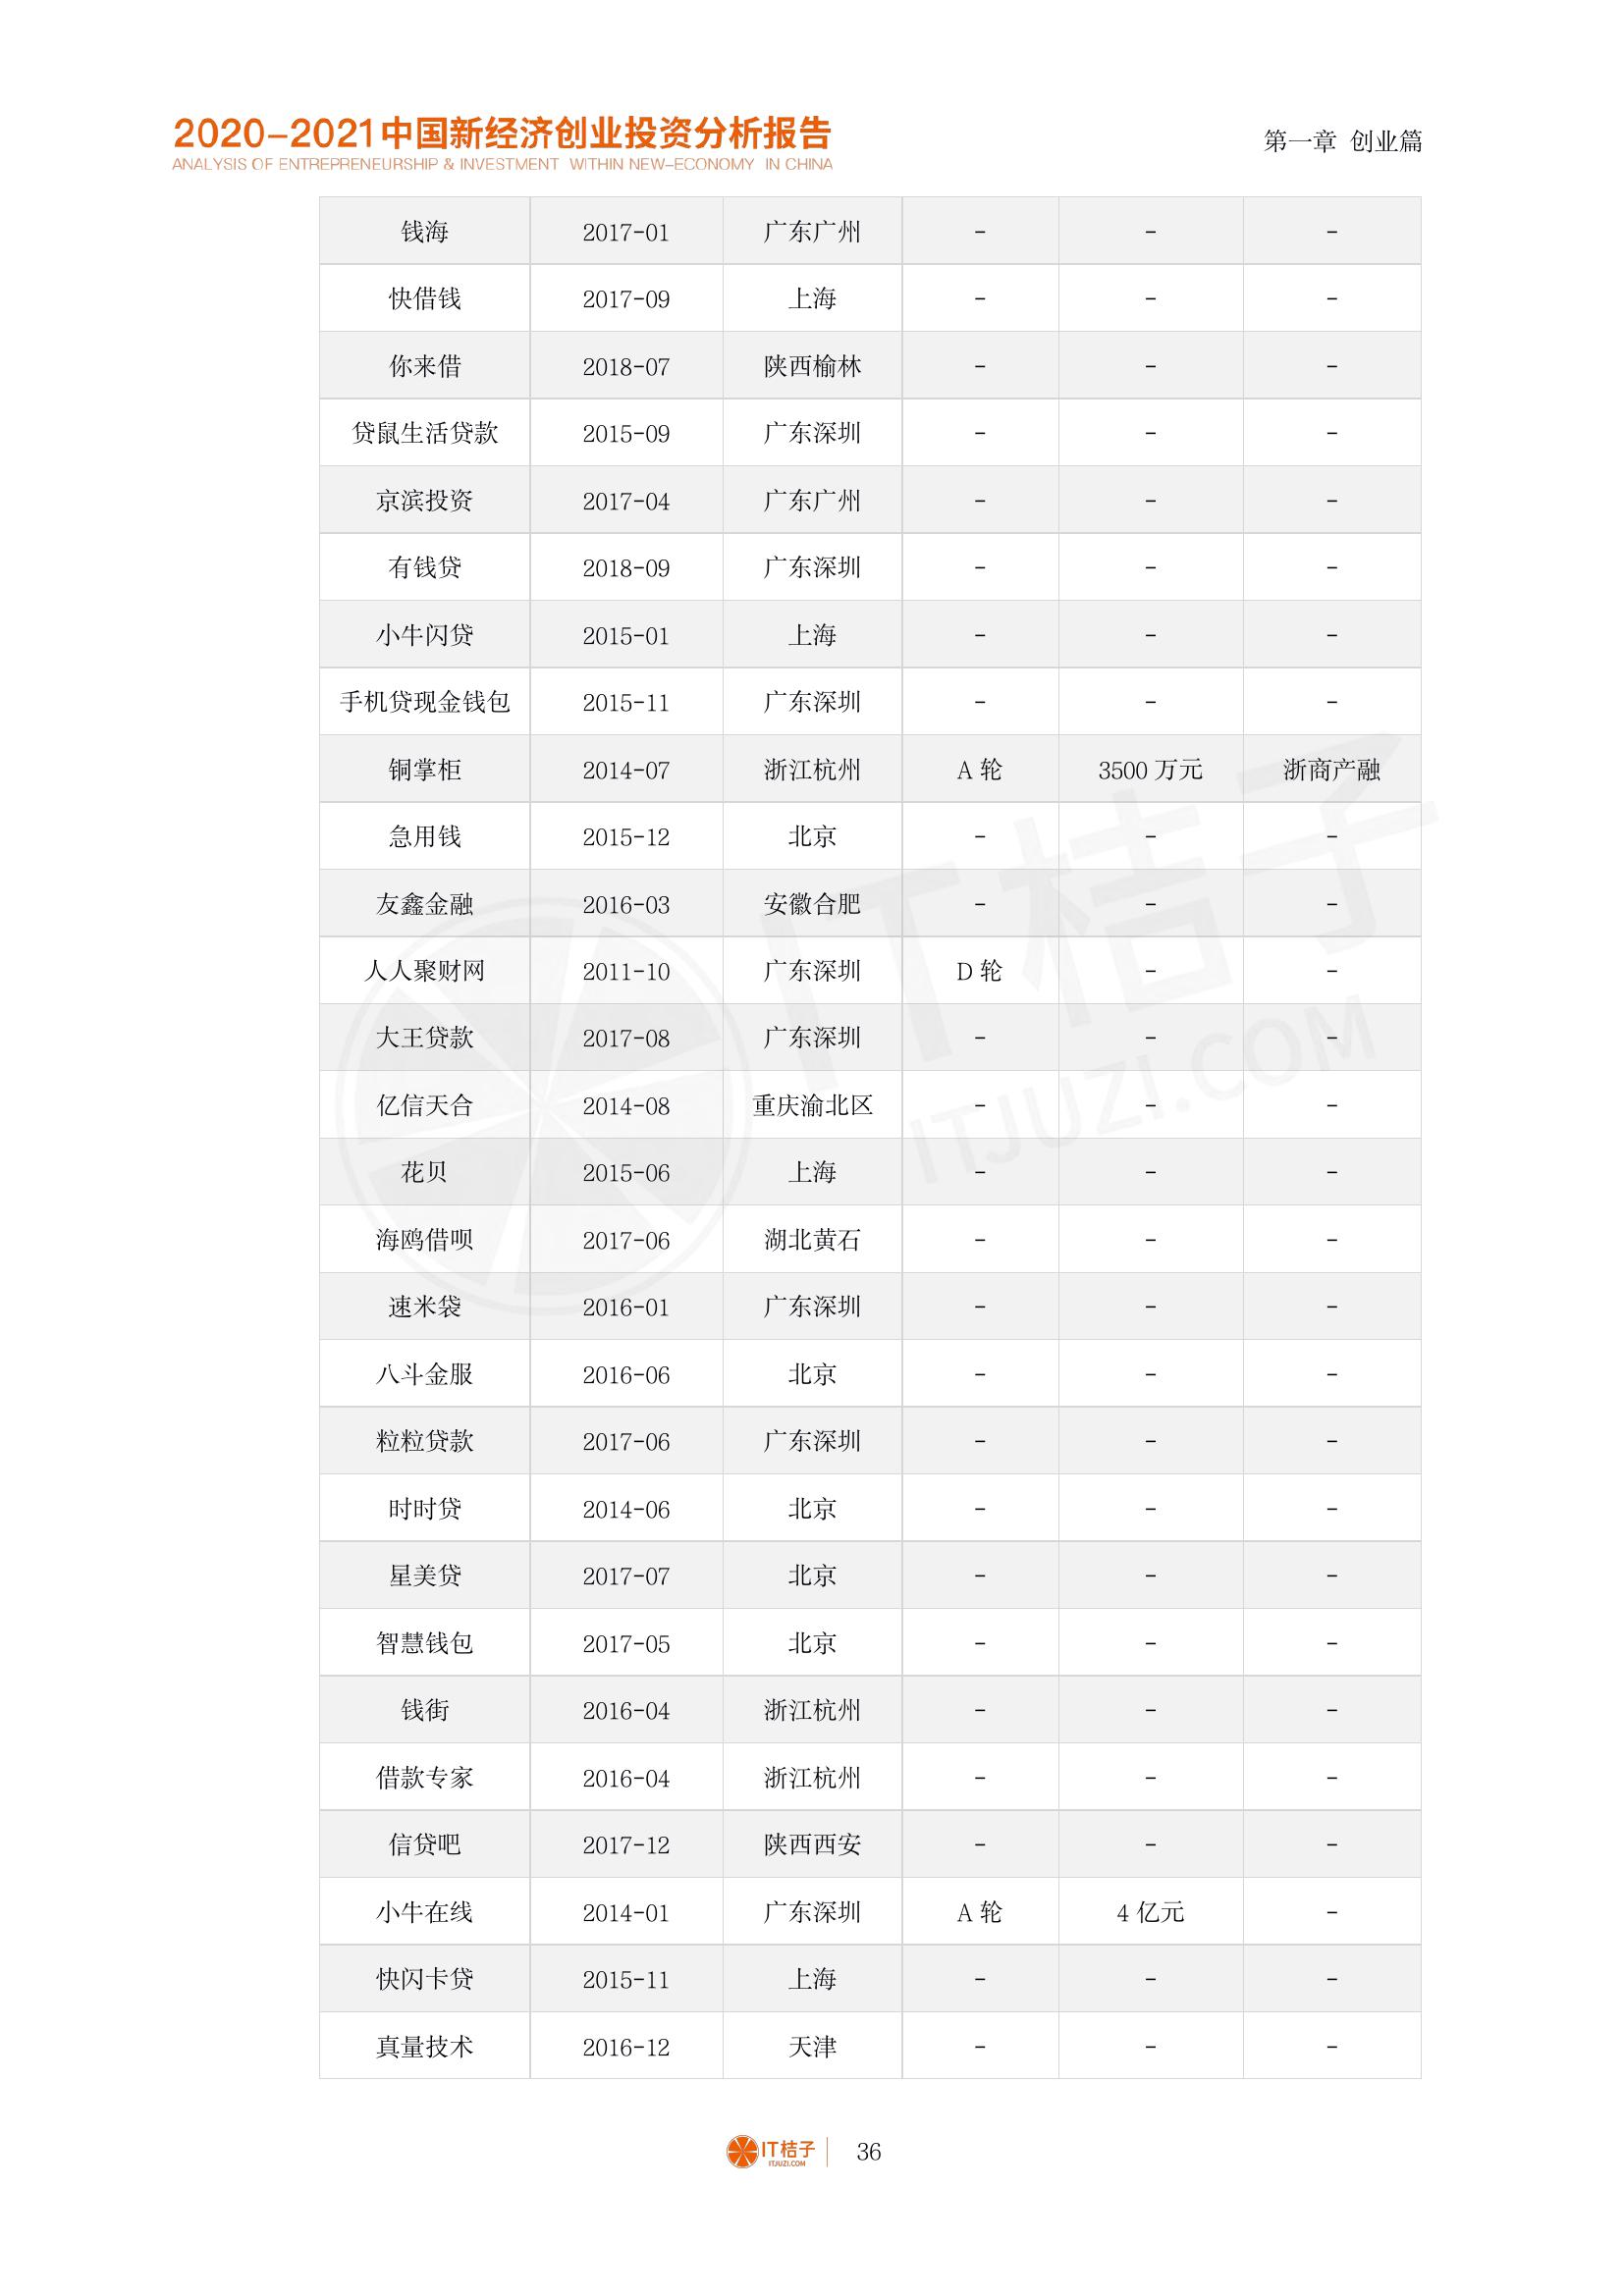 2020-2021中国新经济创业投资分析报告
ANALYSIS OF ENTREPRENEURSHIP & INVESTMENT WITHIN NEW-ECONOMY IN CHINA
第一章 创业篇
钱海 2017-01 广东广州 - - -
快借钱 2017-09 上海 - - -
你来借 2018-07 陕西榆林 - - -
贷鼠生活贷款 2015-09 广东深圳 - - -
京滨投资 2017-04 广东广州 - - -
有钱贷 2018-09 广东深圳 - - -
小牛闪贷 2015-01 上海 - - -
手机贷现金钱包 2015-11 广东深圳 - - -
铜掌柜 2014-07 浙江杭州 A 轮 3500 万元 浙商产融
急用钱 2015-12 北京 - - -
友鑫金融 2016-03 安徽合肥 - - -
人人聚财网 2011-10 广东深圳 D 轮 - -
大王贷款 2017-08 广东深圳 - - -
亿信天合 2014-08 重庆渝北区 - - -
花贝 2015-06 上海 - - -
海鸥借呗 2017-06 湖北黄石 - - -
速米袋 2016-01 广东深圳 - - -
八斗金服 2016-06 北京 - - -
粒粒贷款 2017-06 广东深圳 - - -
时时贷 2014-06 北京 - - -
星美贷 2017-07 北京 - - -
智慧钱包 2017-05 北京 - - -
钱街 2016-04 浙江杭州 - - -
借款专家 2016-04 浙江杭州 - - -
信贷吧 2017-12 陕西西安 - - -
小牛在线 2014-01 广东深圳 A 轮 4 亿元 -
快闪卡贷 2015-11 上海 - - -
真量技术 2016-12 天津 - - -
IT桔子
ITJUZI.COM
IT桔子
ITJUZI.COM
36